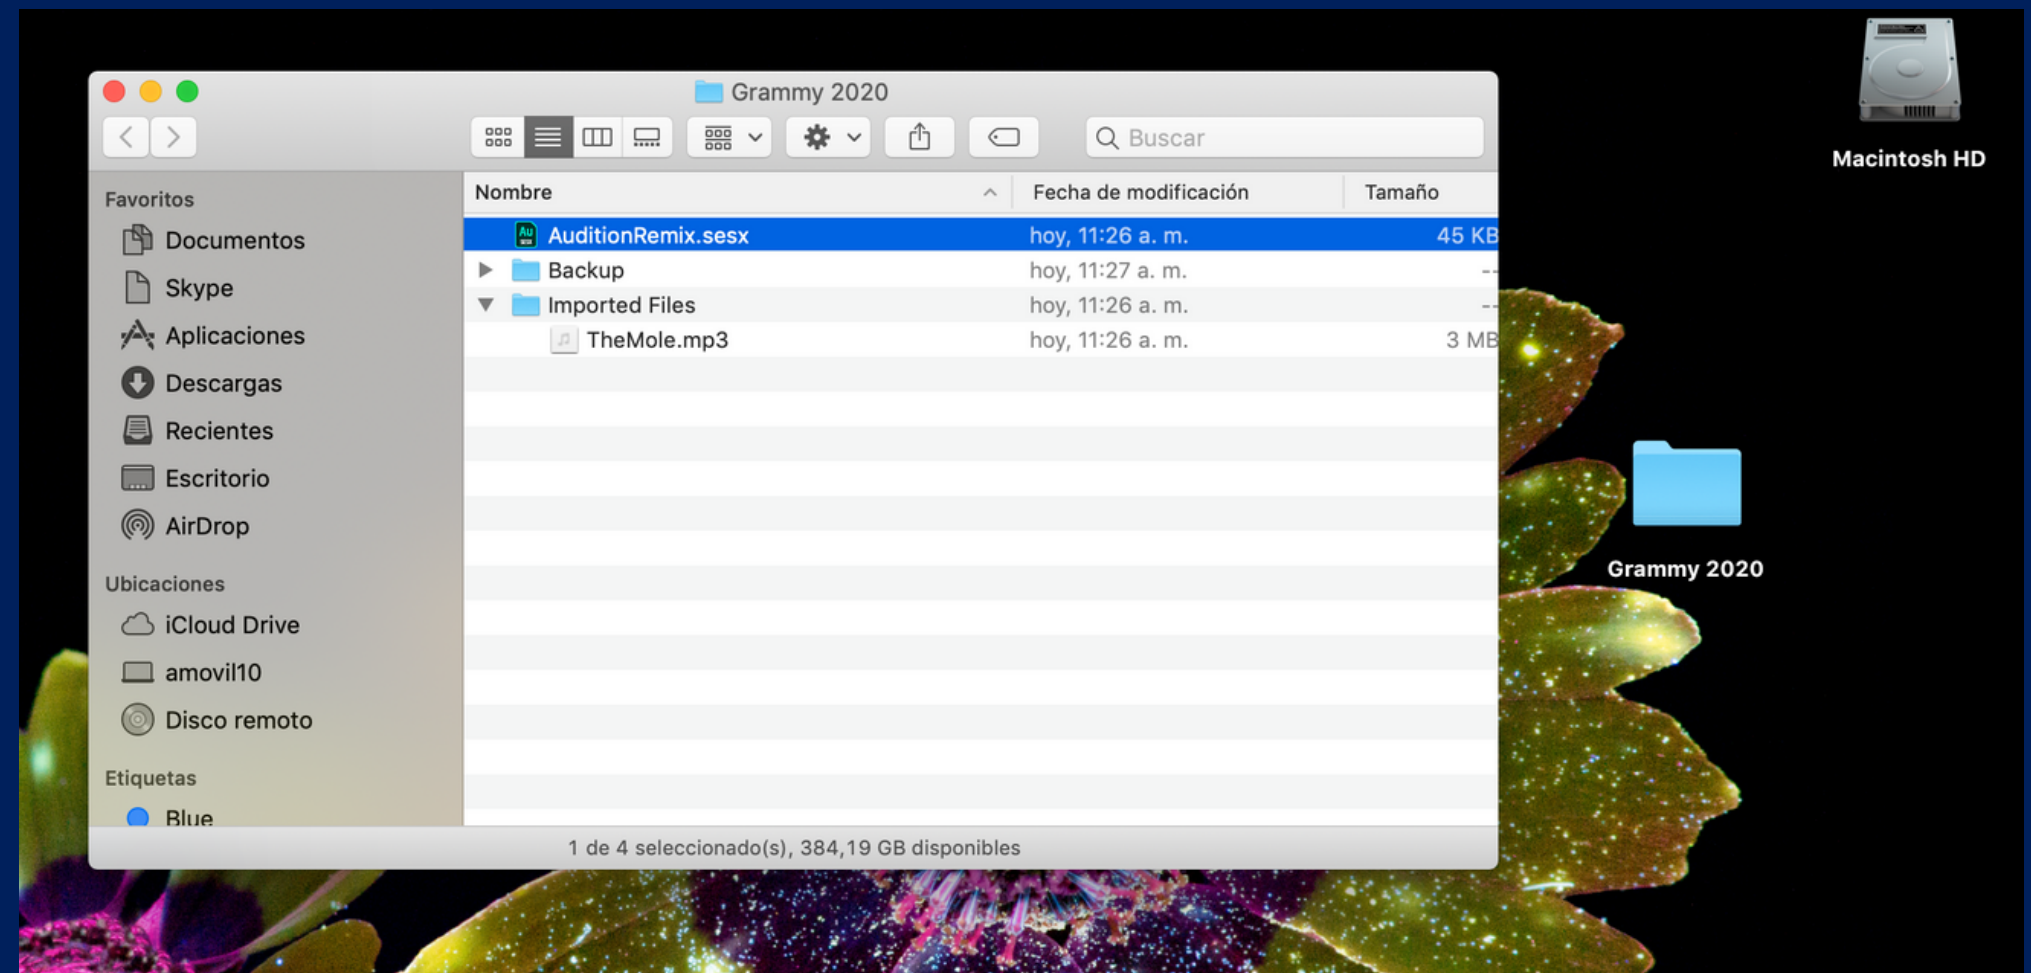 Macintosh HD
Grammy 2020
Buscar
Favoritos
Documentos
Skype
Aplicaciones
Descargas
Recientes
Escritorio
AirDrop
Ubicaciones
iCloud Drive
amovil10
Disco remoto
Etiquetas
Blue
Nombre Fecha de modificación Tamaño
Au AuditionRemix.sesx hoy, 11:26 a. m. 45 KB
Backup hoy, 11:27 a. m. --
Imported Files hoy, 11:26 a. m. --
TheMole.mp3 hoy, 11:26 a. m. 3 MB
1 de 4 seleccionado(s), 384,19 GB disponibles
Grammy 2020